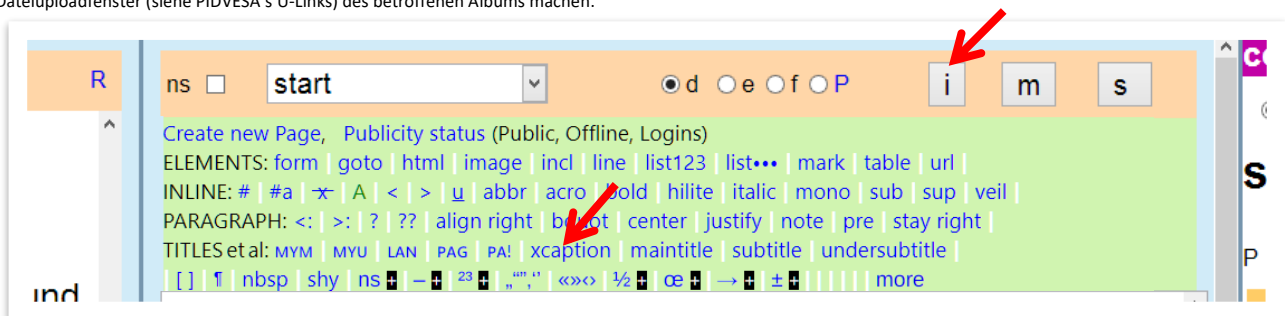 Dateiuploadfenster (siehe PIDVESA's U-Links) des betroffenen Albums machen.
R ns start d e f P i m s
Create new Page, Publicity status (Public, Offline, Logins)
ELEMENTS: form | goto | html | image | incl | line | list123 | list••• | mark | table | url |
INLINE: # | #a | x | A | < | > | u | abbr | acro | bold | hilite | italic | mono | sub | sup | veil |
PARAGRAPH: <: | >: | ? | ?? | align right | bquot | center | justify | note | pre | stay right |
TITLES et al: MYM | MYU | LAN | PAG | PA! | xcaption | maintitle | subtitle | undersubtitle |
| [ ] | ¶ | nbsp | shy | ns + | – + | ²³ + | „“”‚‘’ | «»‹› | ½ + | œ + | → + | ± + | | | | | | more
und
S
P